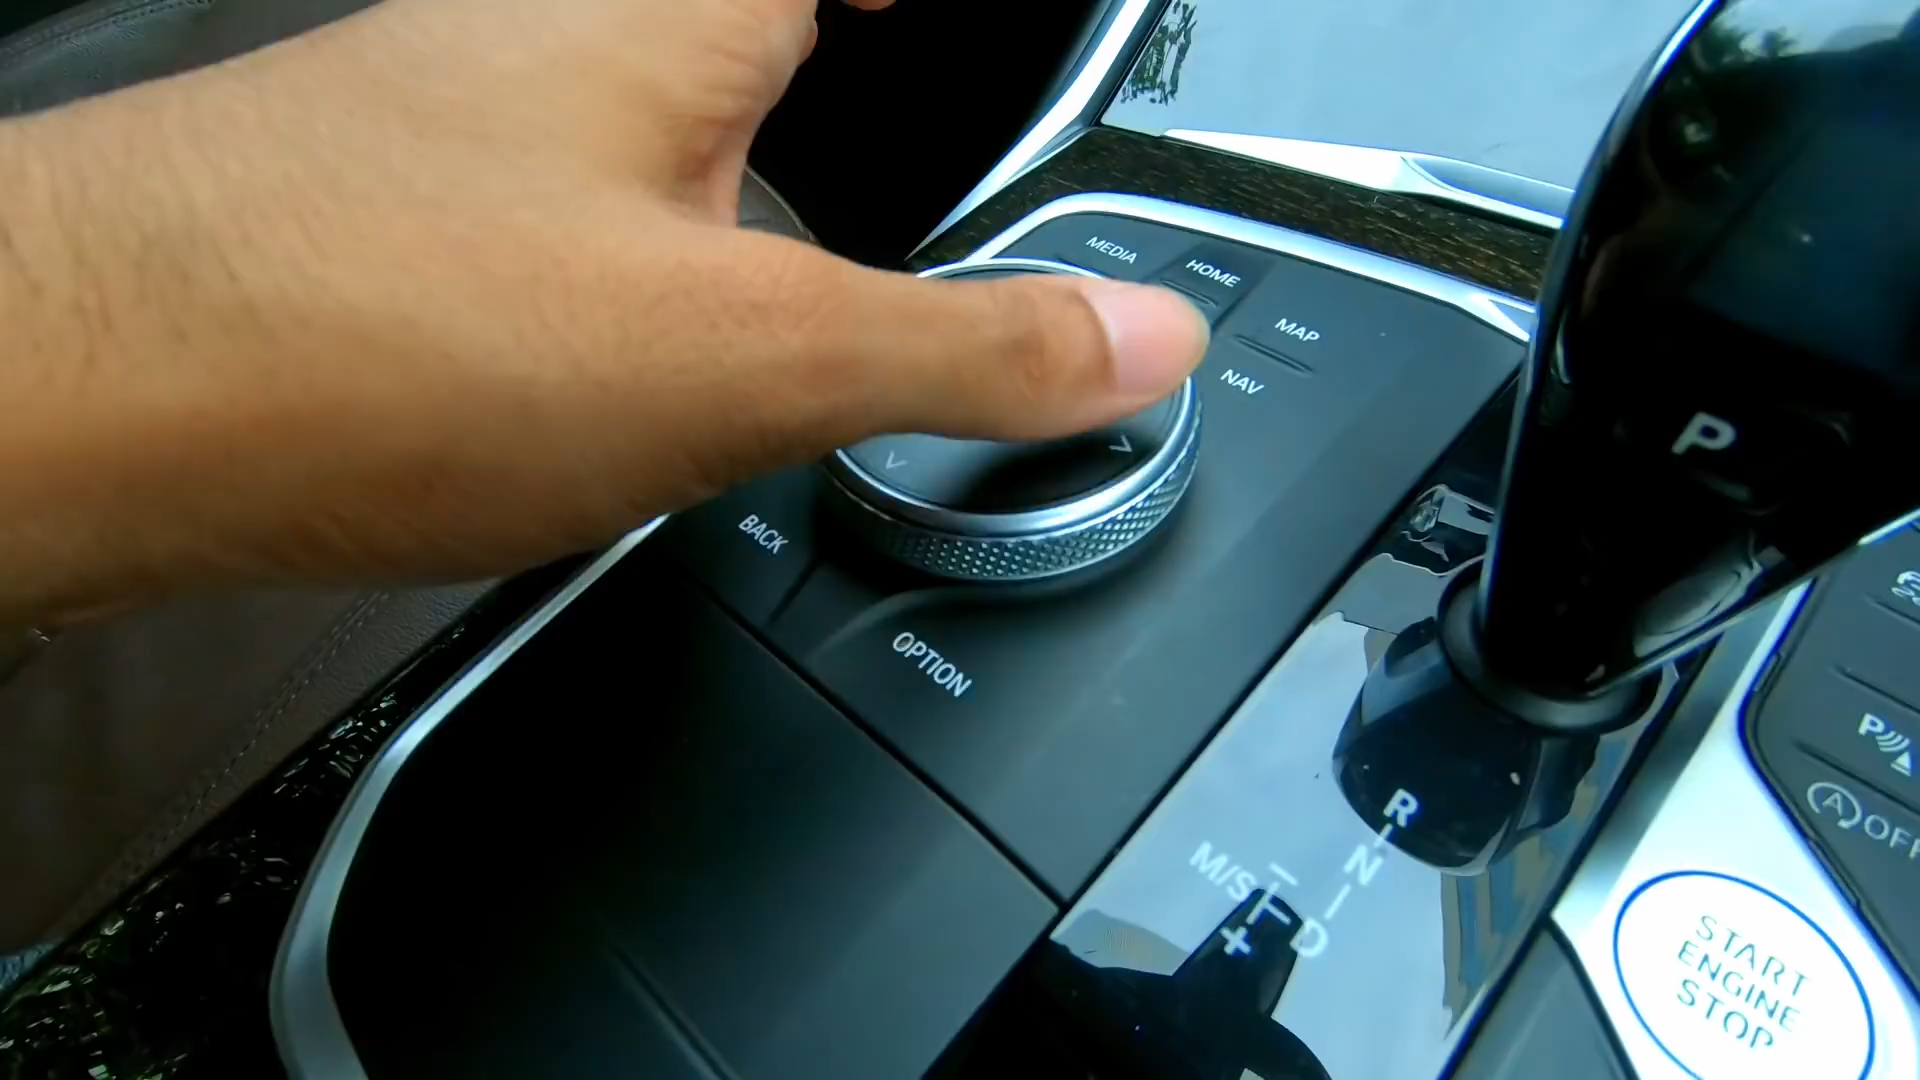 MEDIA
HOME
MAP
NAV
BACK
OPTION
P
P
R
N
D
M/S
–
+
A OFF
START
ENGINE
STOP